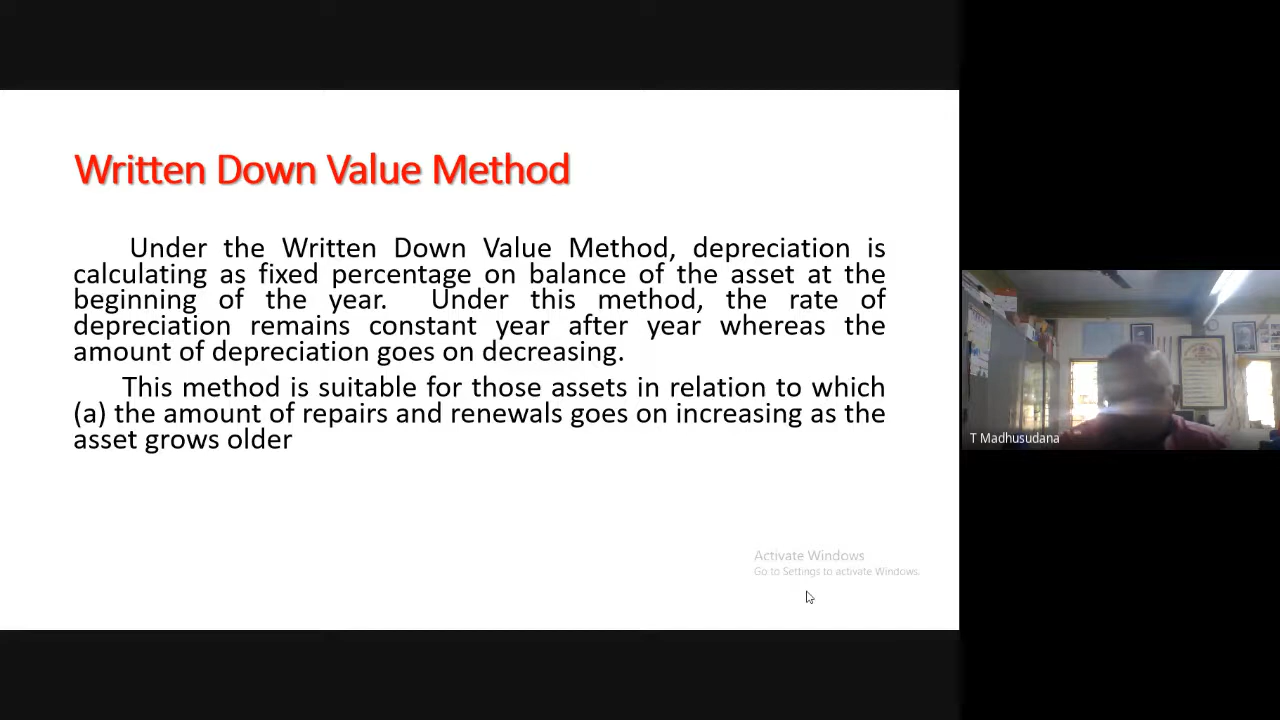 Written Down Value Method
Under the Written Down Value Method, depreciation is
calculating as fixed percentage on balance of the asset at the
beginning of the year. Under this method, the rate of
depreciation remains constant year after year whereas the
amount of depreciation goes on decreasing.
This method is suitable for those assets in relation to which
(a) the amount of repairs and renewals goes on increasing as the
asset grows older
Activate Windows
Go to Settings to activate Windows.
T Madhusudana